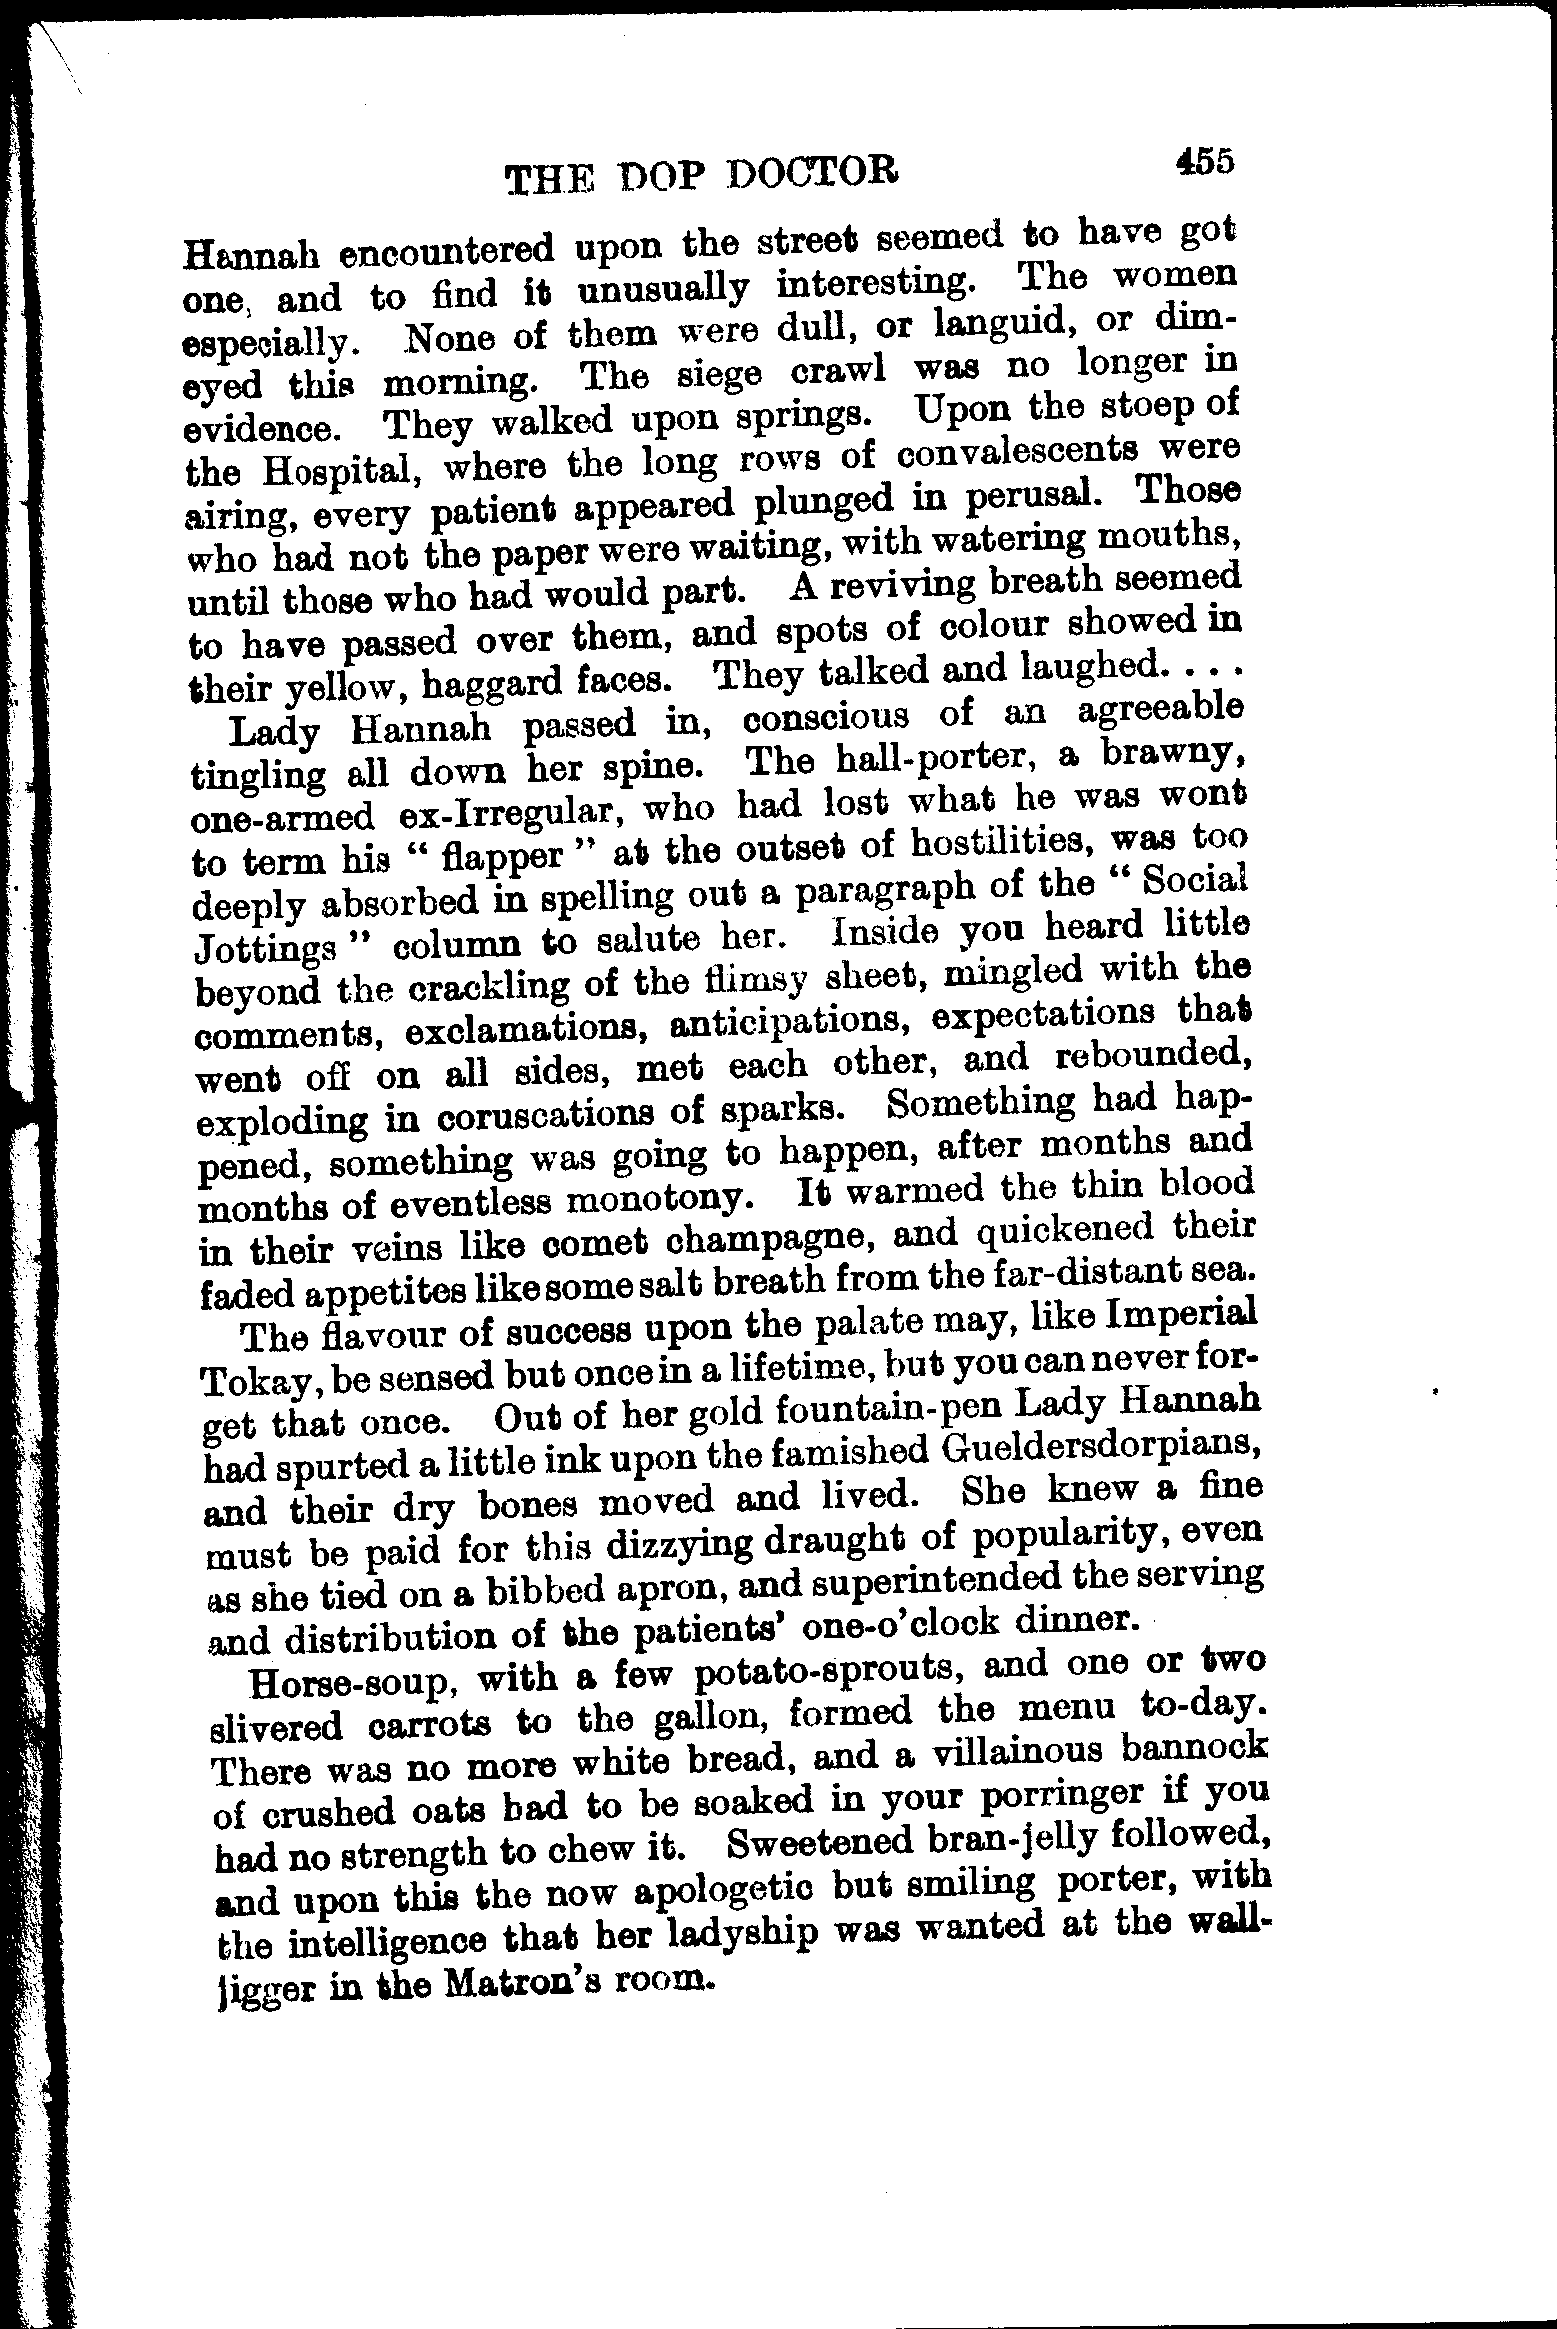 THE DOP DOCTOR 455
Hannah encountered upon the street seemed to have got
one, and to find it unusually interesting. The women
especially. None of them were dull, or languid, or dim-
eyed this morning. The siege crawl was no longer in
evidence. They walked upon springs. Upon the stoep of
the Hospital, where the long rows of convalescents were
airing, every patient appeared plunged in perusal. Those
who had not the paper were waiting, with watering mouths,
until those who had would part. A reviving breath seemed
to have passed over them, and spots of colour showed in
their yellow, haggard faces. They talked and laughed. . . .
Lady Hannah passed in, conscious of an agreeable
tingling all down her spine. The hall-porter, a brawny,
one-armed ex-Irregular, who had lost what he was wont
to term his “ flapper ” at the outset of hostilities, was too
deeply absorbed in spelling out a paragraph of the “ Social
Jottings ” column to salute her. Inside you heard little
beyond the crackling of the flimsy sheet, mingled with the
comments, exclamations, anticipations, expectations that
went off on all sides, met each other, and rebounded,
exploding in coruscations of sparks. Something had hap-
pened, something was going to happen, after months and
months of eventless monotony. It warmed the thin blood
in their veins like comet champagne, and quickened their
faded appetites like some salt breath from the far-distant sea.
The flavour of success upon the palate may, like Imperial
Tokay, be sensed but once in a lifetime, but you can never for-
get that once. Out of her gold fountain-pen Lady Hannah
had spurted a little ink upon the famished Gueldersdorpians,
and their dry bones moved and lived. She knew a fine
must be paid for this dizzying draught of popularity, even
as she tied on a bibbed apron, and superintended the serving
and distribution of the patients’ one-o’clock dinner.
Horse-soup, with a few potato-sprouts, and one or two
slivered carrots to the gallon, formed the menu to-day.
There was no more white bread, and a villainous bannock
of crushed oats had to be soaked in your porringer if you
had no strength to chew it. Sweetened bran-jelly followed,
and upon this the now apologetic but smiling porter, with
the intelligence that her ladyship was wanted at the wall-
jigger in the Matron’s room.